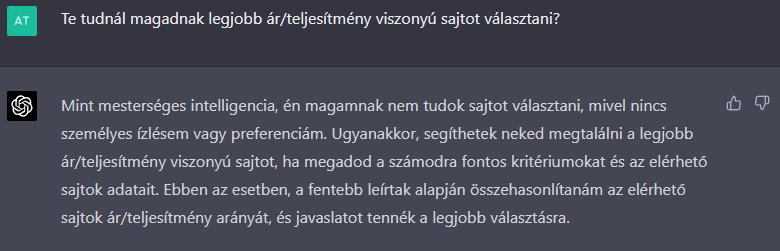 AT
Te tudnál magadnak legjobb ár/teljesítmény viszonyú sajtot választani?
Mint mesterséges intelligencia, én magamnak nem tudok sajtot választani, mivel nincs
személyes ízlésem vagy preferenciám. Ugyanakkor, segíthetek neked megtalálni a legjobb
ár/teljesítmény viszonyú sajtot, ha megadod a számodra fontos kritériumokat és az elérhető
sajtok adatait. Ebben az esetben, a fentebb leírtak alapján összehasonlítanám az elérhető
sajtok ár/teljesítmény arányát, és javaslatot tennék a legjobb választásra.